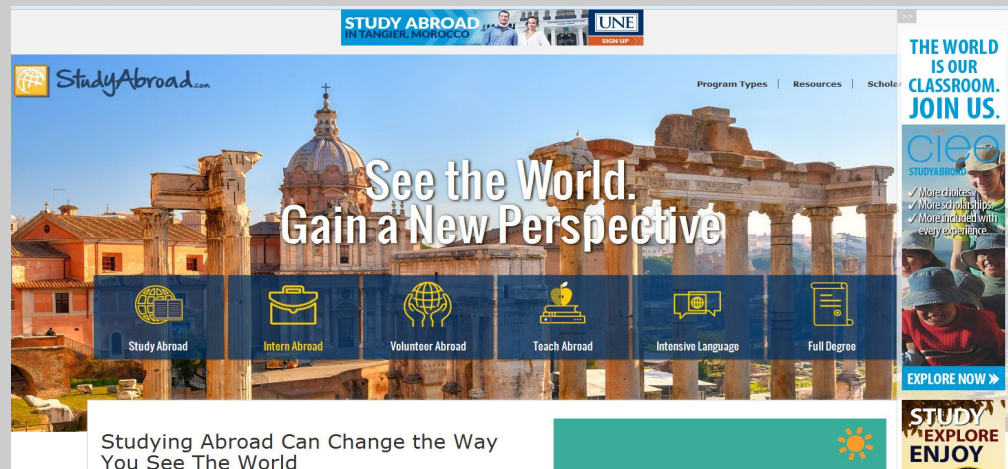 STUDY ABROAD
IN TANGIER, MOROCCO
UNE
SIGN UP
>>
StudyAbroad.com
Program Types | Resources | Scholar
See the World.
Gain a New Perspective
Study Abroad
Intern Abroad
Volunteer Abroad
Teach Abroad
Intensive Language
Full Degree
Studying Abroad Can Change the Way
You See The World
THE WORLD
IS OUR
CLASSROOM.
JOIN US.
ciee
STUDYABROAD
✓ More choices.
✓ More scholarships.
✓ More included with
every experience.
EXPLORE NOW »
STUDY
EXPLORE
ENJOY